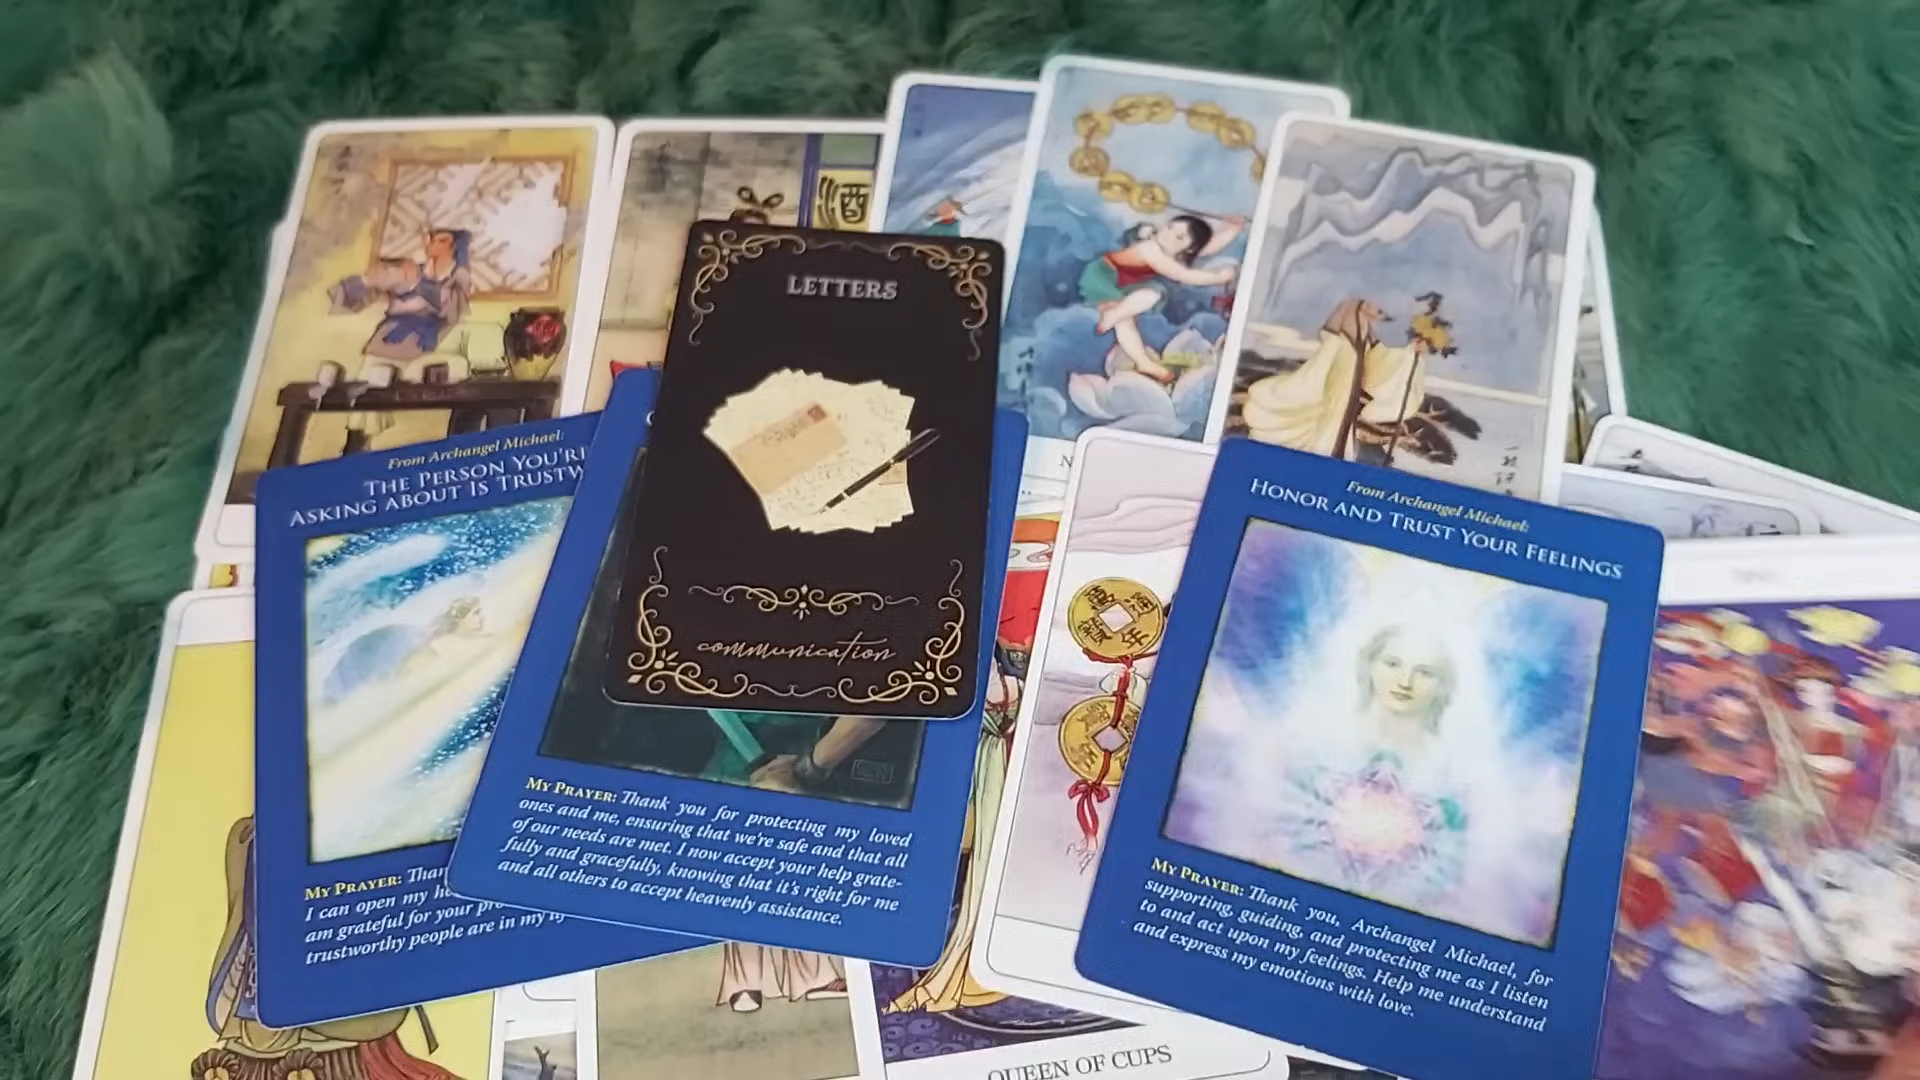 LETTERS
communication
From Archangel Michael:
THE PERSON YOU'RE
ASKING ABOUT IS
MY PRAYER:
I can open my
am grateful for your
trustworthy people are in my
MY PRAYER: Thank you for protecting my loved
ones and me, ensuring that we're safe and that all
of our needs are met. I now accept your help grate-
fully and gracefully, knowing that it's right for me
and all others to accept heavenly assistance.
From Archangel Michael:
HONOR AND TRUST YOUR FEELINGS
MY PRAYER: Thank you, Archangel Michael, for
supporting, guiding, and protecting me as I listen
to and act upon my feelings. Help me understand
and express my emotions with love.
QUEEN OF CUPS